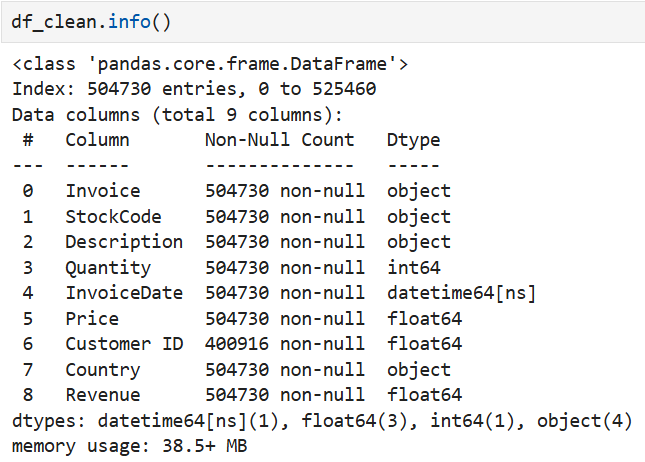 df_clean.info()
<class 'pandas.core.frame.DataFrame'>
Index: 504730 entries, 0 to 525460
Data columns (total 9 columns):
 #   Column       Non-Null Count   Dtype
---  ------       --------------   -----
 0   Invoice      504730 non-null  object
 1   StockCode    504730 non-null  object
 2   Description  504730 non-null  object
 3   Quantity     504730 non-null  int64
 4   InvoiceDate  504730 non-null  datetime64[ns]
 5   Price        504730 non-null  float64
 6   Customer ID  400916 non-null  float64
 7   Country      504730 non-null  object
 8   Revenue      504730 non-null  float64
dtypes: datetime64[ns](1), float64(3), int64(1), object(4)
memory usage: 38.5+ MB